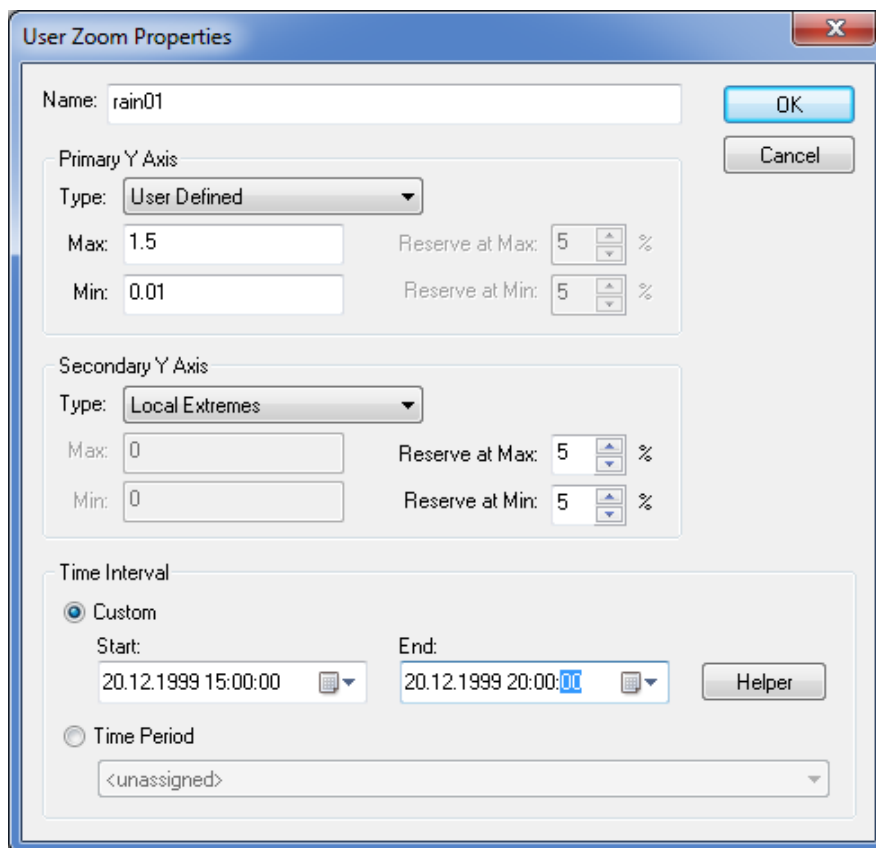 User Zoom Properties
Name: rain01
OK
Cancel
Primary Y Axis
Type: User Defined
Max: 1.5 Reserve at Max: 5 %
Min: 0.01 Reserve at Min: 5 %
Secondary Y Axis
Type: Local Extremes
Max: 0 Reserve at Max: 5 %
Min: 0 Reserve at Min: 5 %
Time Interval
Custom
Start: End:
20.12.1999 15:00:00 20.12.1999 20:00:00 Helper
Time Period
<unassigned>